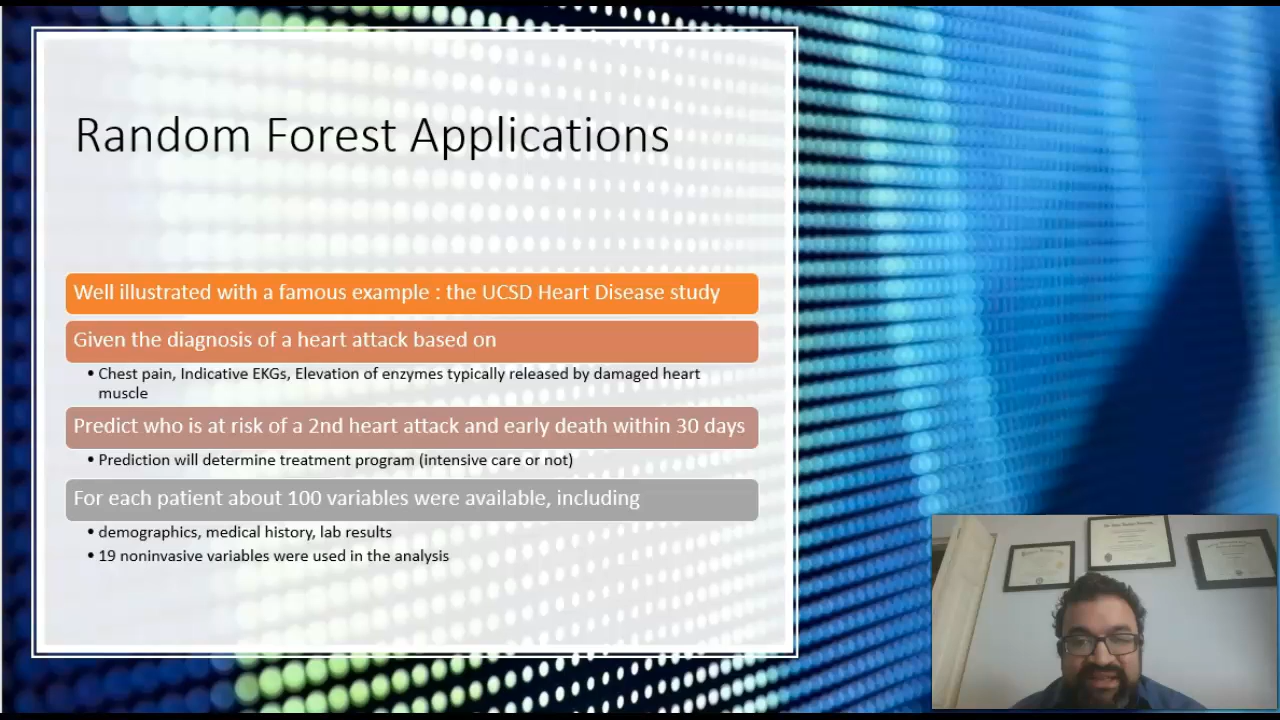 Random Forest Applications
Well illustrated with a famous example : the UCSD Heart Disease study
Given the diagnosis of a heart attack based on
• Chest pain, Indicative EKGs, Elevation of enzymes typically released by damaged heart
muscle
Predict who is at risk of a 2nd heart attack and early death within 30 days
• Prediction will determine treatment program (intensive care or not)
For each patient about 100 variables were available, including
• demographics, medical history, lab results
• 19 noninvasive variables were used in the analysis